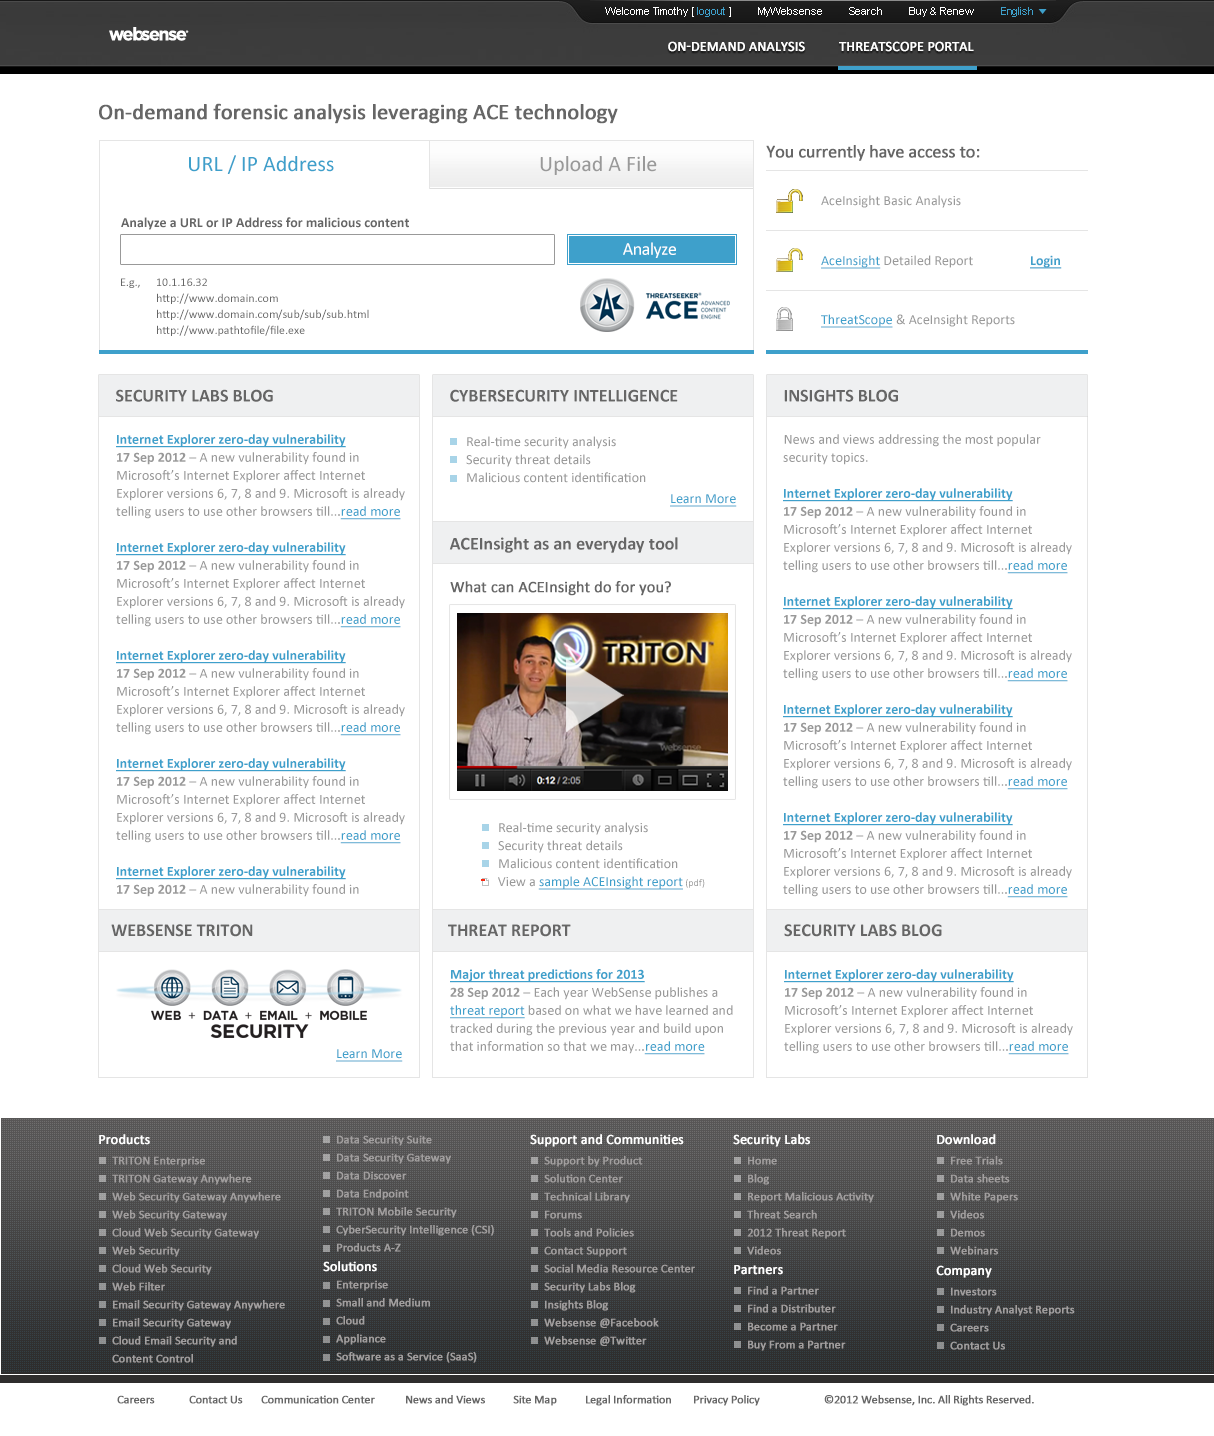 Welcome Timothy [ logout ] MyWebsense Search Buy & Renew English
websense
ON-DEMAND ANALYSIS THREATSCOPE PORTAL
On-demand forensic analysis leveraging ACE technology
URL / IP Address
Upload A File
Analyze a URL or IP Address for malicious content
Analyze
E.g., 10.1.16.32
http://www.domain.com
http://www.domain.com/sub/sub/sub.html
http://www.pathtofile/file.exe
THREATSEEKER®
ACE ADVANCED CONTENT ENGINE
You currently have access to:
AceInsight Basic Analysis
AceInsight Detailed Report Login
ThreatScope & AceInsight Reports
SECURITY LABS BLOG
Internet Explorer zero-day vulnerability
17 Sep 2012 – A new vulnerability found in
Microsoft's Internet Explorer affect Internet
Explorer versions 6, 7, 8 and 9. Microsoft is already
telling users to use other browsers till...read more
Internet Explorer zero-day vulnerability
17 Sep 2012 – A new vulnerability found in
Microsoft's Internet Explorer affect Internet
Explorer versions 6, 7, 8 and 9. Microsoft is already
telling users to use other browsers till...read more
Internet Explorer zero-day vulnerability
17 Sep 2012 – A new vulnerability found in
Microsoft's Internet Explorer affect Internet
Explorer versions 6, 7, 8 and 9. Microsoft is already
telling users to use other browsers till...read more
Internet Explorer zero-day vulnerability
17 Sep 2012 – A new vulnerability found in
Microsoft's Internet Explorer affect Internet
Explorer versions 6, 7, 8 and 9. Microsoft is already
telling users to use other browsers till...read more
Internet Explorer zero-day vulnerability
17 Sep 2012 – A new vulnerability found in
CYBERSECURITY INTELLIGENCE
Real-time security analysis
Security threat details
Malicious content identification
Learn More
ACEInsight as an everyday tool
What can ACEInsight do for you?
TRITON™
websense
0:12 / 2:05
Real-time security analysis
Security threat details
Malicious content identification
View a sample ACEInsight report (pdf)
INSIGHTS BLOG
News and views addressing the most popular
security topics.
Internet Explorer zero-day vulnerability
17 Sep 2012 – A new vulnerability found in
Microsoft's Internet Explorer affect Internet
Explorer versions 6, 7, 8 and 9. Microsoft is already
telling users to use other browsers till...read more
Internet Explorer zero-day vulnerability
17 Sep 2012 – A new vulnerability found in
Microsoft's Internet Explorer affect Internet
Explorer versions 6, 7, 8 and 9. Microsoft is already
telling users to use other browsers till...read more
Internet Explorer zero-day vulnerability
17 Sep 2012 – A new vulnerability found in
Microsoft's Internet Explorer affect Internet
Explorer versions 6, 7, 8 and 9. Microsoft is already
telling users to use other browsers till...read more
Internet Explorer zero-day vulnerability
17 Sep 2012 – A new vulnerability found in
Microsoft's Internet Explorer affect Internet
Explorer versions 6, 7, 8 and 9. Microsoft is already
telling users to use other browsers till...read more
WEBSENSE TRITON
WEB + DATA + EMAIL + MOBILE
SECURITY
Learn More
THREAT REPORT
Major threat predictions for 2013
28 Sep 2012 – Each year WebSense publishes a
threat report based on what we have learned and
tracked during the previous year and build upon
that information so that we may...read more
SECURITY LABS BLOG
Internet Explorer zero-day vulnerability
17 Sep 2012 – A new vulnerability found in
Microsoft's Internet Explorer affect Internet
Explorer versions 6, 7, 8 and 9. Microsoft is already
telling users to use other browsers till...read more
Products
TRITON Enterprise
TRITON Gateway Anywhere
Web Security Gateway Anywhere
Web Security Gateway
Cloud Web Security Gateway
Web Security
Cloud Web Security
Web Filter
Email Security Gateway Anywhere
Email Security Gateway
Cloud Email Security and
Content Control
Data Security Suite
Data Security Gateway
Data Discover
Data Endpoint
TRITON Mobile Security
CyberSecurity Intelligence (CSI)
Products A-Z
Solutions
Enterprise
Small and Medium
Cloud
Appliance
Software as a Service (SaaS)
Support and Communities
Support by Product
Solution Center
Technical Library
Forums
Tools and Policies
Contact Support
Social Media Resource Center
Security Labs Blog
Insights Blog
Websense @Facebook
Websense @Twitter
Security Labs
Home
Blog
Report Malicious Activity
Threat Search
2012 Threat Report
Videos
Partners
Find a Partner
Find a Distributer
Become a Partner
Buy From a Partner
Download
Free Trials
Data sheets
White Papers
Videos
Demos
Webinars
Company
Investors
Industry Analyst Reports
Careers
Contact Us
Careers Contact Us Communication Center News and Views Site Map Legal Information Privacy Policy ©2012 Websense, Inc. All Rights Reserved.